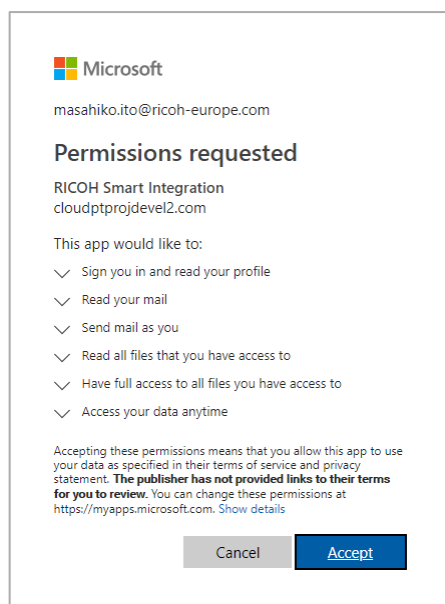 Microsoft
masahiko.ito@ricoh-europe.com
Permissions requested
RICOH Smart Integration
cloudptprojdevel2.com
This app would like to:
Sign you in and read your profile
Read your mail
Send mail as you
Read all files that you have access to
Have full access to all files you have access to
Access your data anytime
Accepting these permissions means that you allow this app to use
your data as specified in their terms of service and privacy
statement. The publisher has not provided links to their terms
for you to review. You can change these permissions at
https://myapps.microsoft.com. Show details
Cancel
Accept